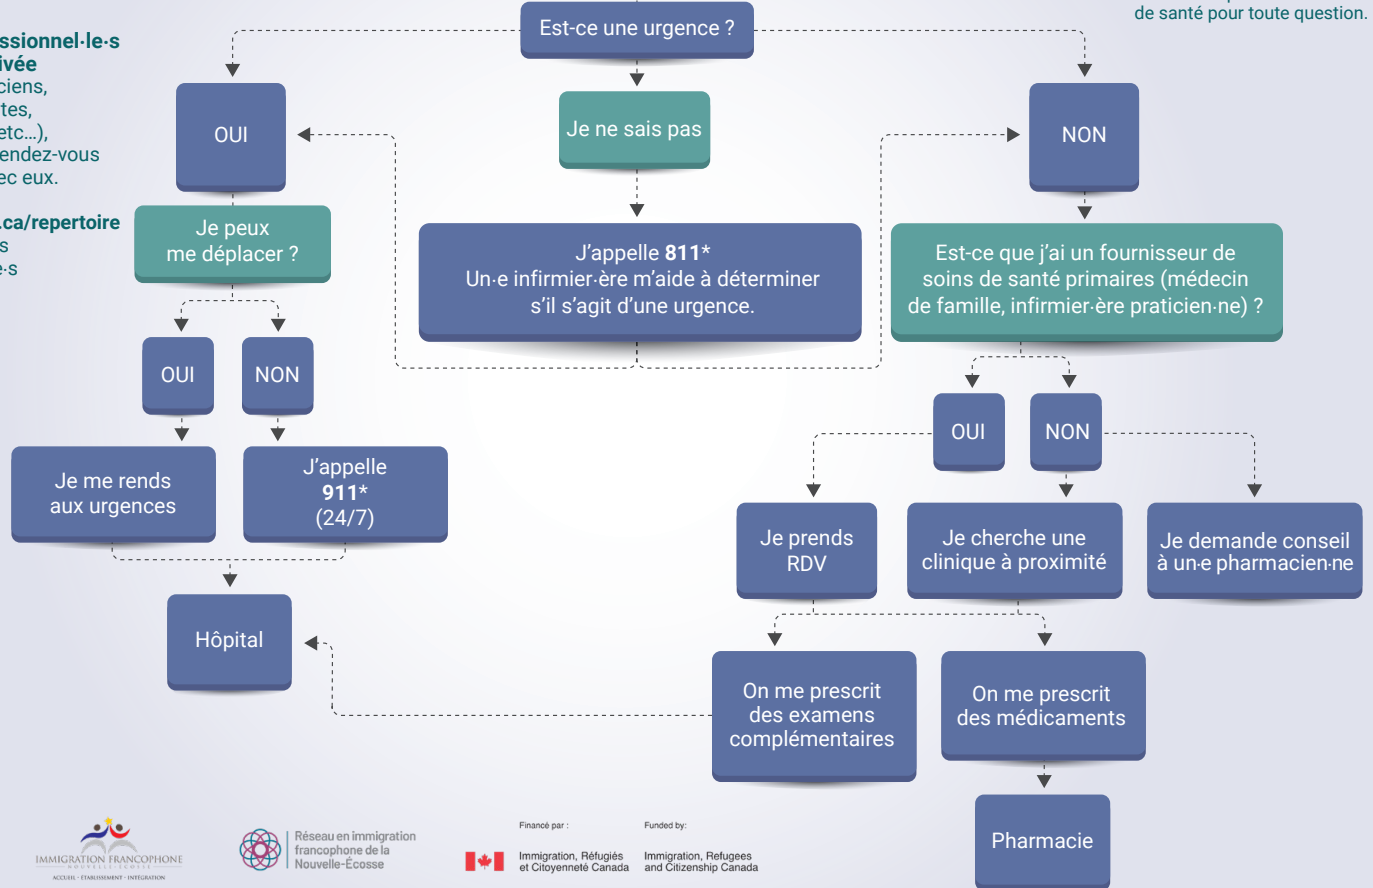 de santé pour toute question.
Est-ce une urgence ?
ssionnel·le·s
ivée
ciens,
tes,
etc…),
endez-vous
ec eux.
.ca/repertoire
s
e·s
OUI
Je ne sais pas
NON
Je peux
me déplacer ?
J’appelle 811*
Un·e infirmier·ère m’aide à déterminer
s’il s’agit d’une urgence.
Est-ce que j’ai un fournisseur de
soins de santé primaires (médecin
de famille, infirmier·ère praticien·ne) ?
OUI
NON
OUI
NON
Je me rends
aux urgences
J’appelle
911*
(24/7)
Je prends
RDV
Je cherche une
clinique à proximité
Je demande conseil
à un·e pharmacien·ne
Hôpital
On me prescrit
des examens
complémentaires
On me prescrit
des médicaments
Pharmacie
IMMIGRATION FRANCOPHONE
NOUVELLE-ÉCOSSE
ACCUEIL - ÉTABLISSEMENT - INTÉGRATION
Réseau en immigration
francophone de la
Nouvelle-Écosse
Financé par :
Immigration, Réfugiés
et Citoyenneté Canada
Funded by:
Immigration, Refugees
and Citizenship Canada